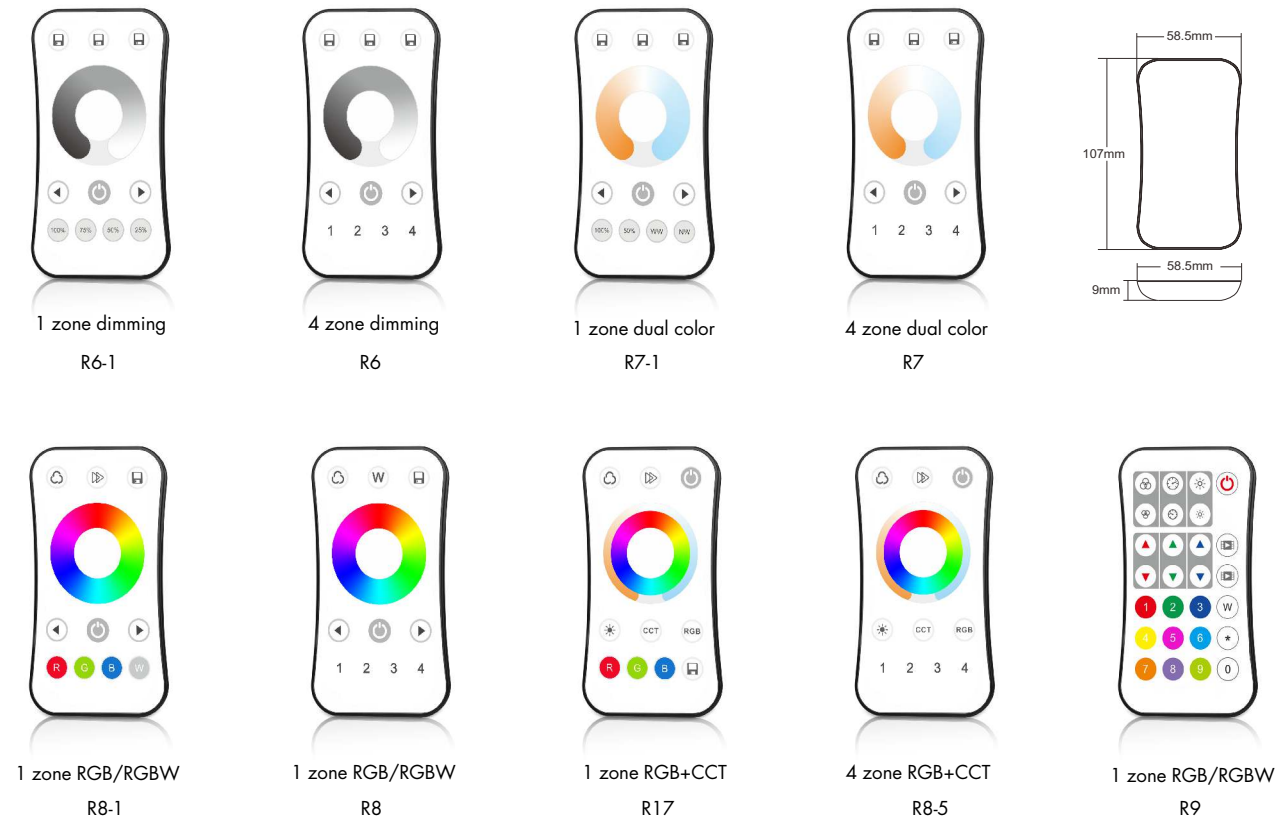 58.5mm
107mm
100% 75% 50% 25%
1 2 3 4
100% 50% WW NW
1 2 3 4
58.5mm
9mm
1 zone dimming
4 zone dimming
1 zone dual color
4 zone dual color
R6-1
R6
R7-1
R7
W
CCT RGB
CCT RGB
R G B W
1 2 3 4
R G B
1 2 3 4
1 2 3 W
4 5 6 *
7 8 9 0
1 zone RGB/RGBW
1 zone RGB/RGBW
1 zone RGB+CCT
4 zone RGB+CCT
1 zone RGB/RGBW
R8-1
R8
R17
R8-5
R9